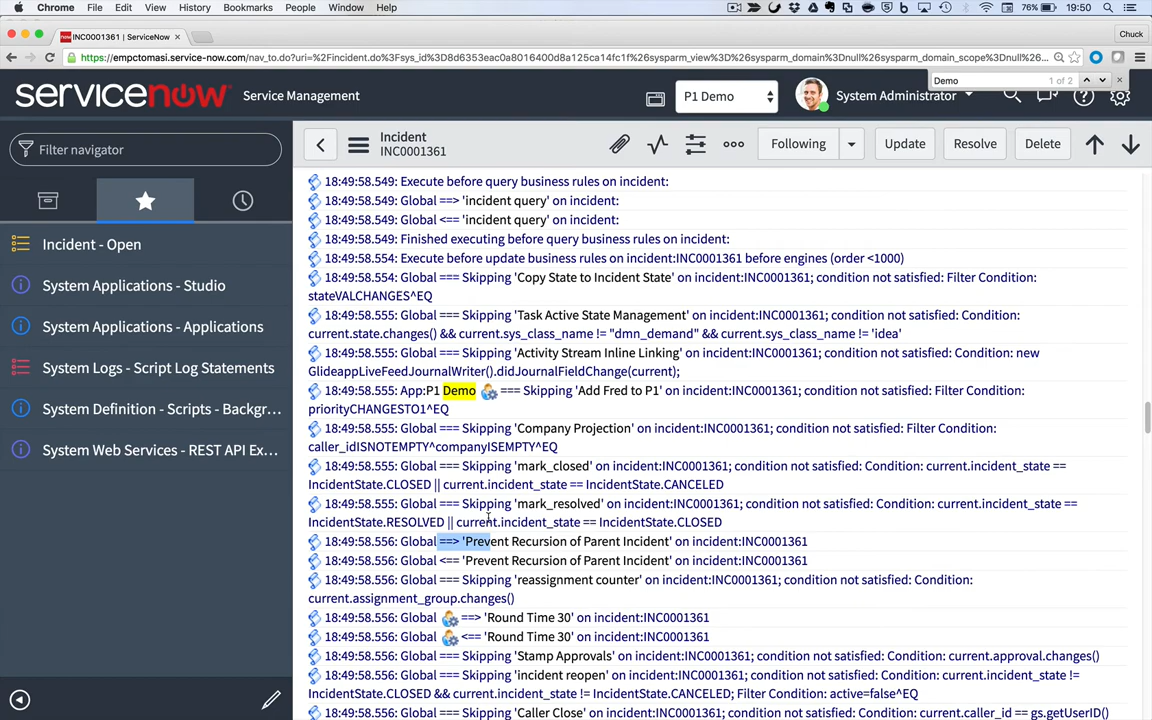 Chrome File Edit View History Bookmarks People Window Help 76% Wed 19:50
INC0001361 | ServiceNow Chuck
https://empctomasi.service-now.com/nav_to.do?uri=%2Fincident.do%3Fsys_id%3D8d6353eac0a8016400d8a125ca14fc1f%26sysparm_view%3D%26sysparm_domain%3Dnull%26sysparm_domain_scope%3Dnull%2...
Demo 1 of 2
servicenow Service Management P1 Demo System Administrator
Filter navigator
Incident
INC0001361
Following Update Resolve Delete
Incident - Open
System Applications - Studio
System Applications - Applications
System Logs - Script Log Statements
System Definition - Scripts - Backgr...
System Web Services - REST API Ex...
18:49:58.549: Execute before query business rules on incident:
18:49:58.549: Global ==> 'incident query' on incident:
18:49:58.549: Global <== 'incident query' on incident:
18:49:58.549: Finished executing before query business rules on incident:
18:49:58.554: Execute before update business rules on incident:INC0001361 before engines (order <1000)
18:49:58.554: Global === Skipping 'Copy State to Incident State' on incident:INC0001361; condition not satisfied: Filter Condition:
stateVALCHANGES^EQ
18:49:58.555: Global === Skipping 'Task Active State Management' on incident:INC0001361; condition not satisfied: Condition:
current.state.changes() && current.sys_class_name != "dmn_demand" && current.sys_class_name != 'idea'
18:49:58.555: Global === Skipping 'Activity Stream Inline Linking' on incident:INC0001361; condition not satisfied: Condition: new
GlideappLiveFeedJournalWriter().didJournalFieldChange(current);
18:49:58.555: App:P1 Demo === Skipping 'Add Fred to P1' on incident:INC0001361; condition not satisfied: Filter Condition:
priorityCHANGESTO1^EQ
18:49:58.555: Global === Skipping 'Company Projection' on incident:INC0001361; condition not satisfied: Filter Condition:
caller_idISNOTEMPTY^companyISEMPTY^EQ
18:49:58.555: Global === Skipping 'mark_closed' on incident:INC0001361; condition not satisfied: Condition: current.incident_state ==
IncidentState.CLOSED || current.incident_state == IncidentState.CANCELED
18:49:58.555: Global === Skipping 'mark_resolved' on incident:INC0001361; condition not satisfied: Condition: current.incident_state ==
IncidentState.RESOLVED || current.incident_state == IncidentState.CLOSED
18:49:58.556: Global ==> 'Prevent Recursion of Parent Incident' on incident:INC0001361
18:49:58.556: Global <== 'Prevent Recursion of Parent Incident' on incident:INC0001361
18:49:58.556: Global === Skipping 'reassignment counter' on incident:INC0001361; condition not satisfied: Condition:
current.assignment_group.changes()
18:49:58.556: Global ==> 'Round Time 30' on incident:INC0001361
18:49:58.556: Global <== 'Round Time 30' on incident:INC0001361
18:49:58.556: Global === Skipping 'Stamp Approvals' on incident:INC0001361; condition not satisfied: Condition: current.approval.changes()
18:49:58.556: Global === Skipping 'incident reopen' on incident:INC0001361; condition not satisfied: Condition: current.incident_state !=
IncidentState.CLOSED && current.incident_state != IncidentState.CANCELED; Filter Condition: active=false^EQ
18:49:58.556: Global === Skipping 'Caller Close' on incident:INC0001361; condition not satisfied: Condition: current.caller_id == gs.getUserID()